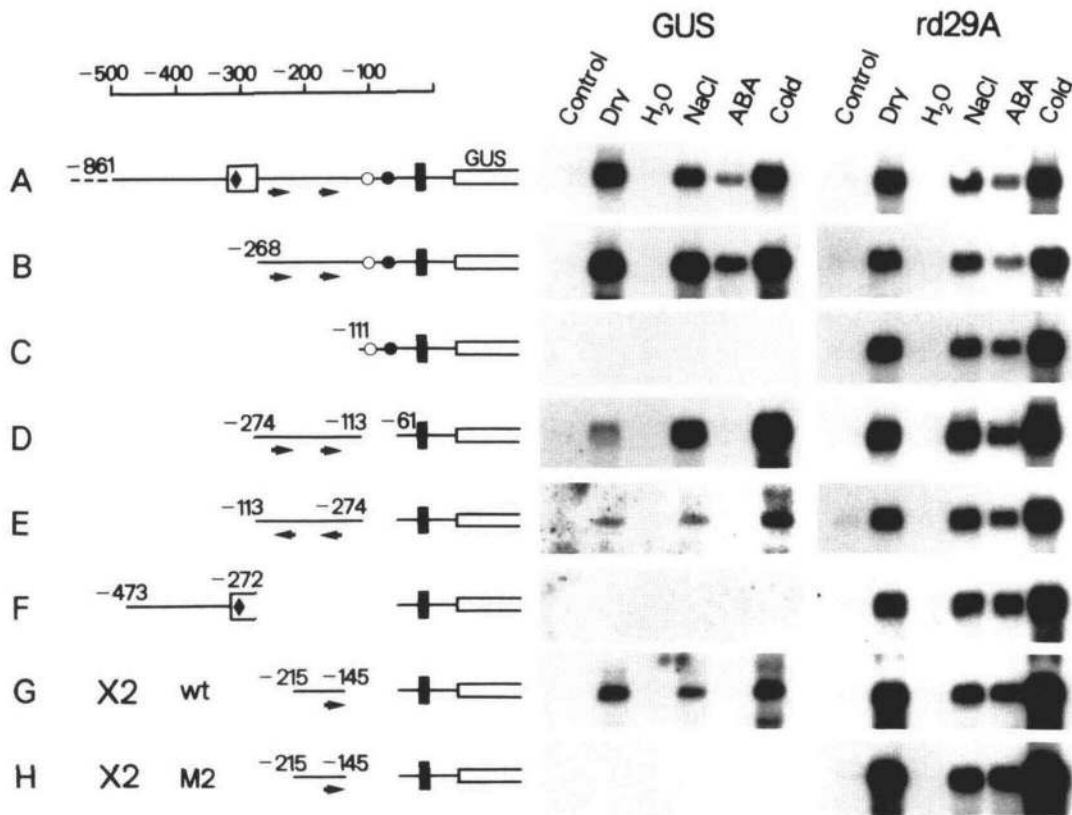 GUS rd29A
-500 -400 -300 -200 -100
Control Dry H2O NaCl ABA Cold
Control Dry H2O NaCl ABA Cold
A -861 GUS
B -268
C -111
D -274 -113 -61
E -113 -274
F -473 -272
G X2 wt -215 -145
H X2 M2 -215 -145